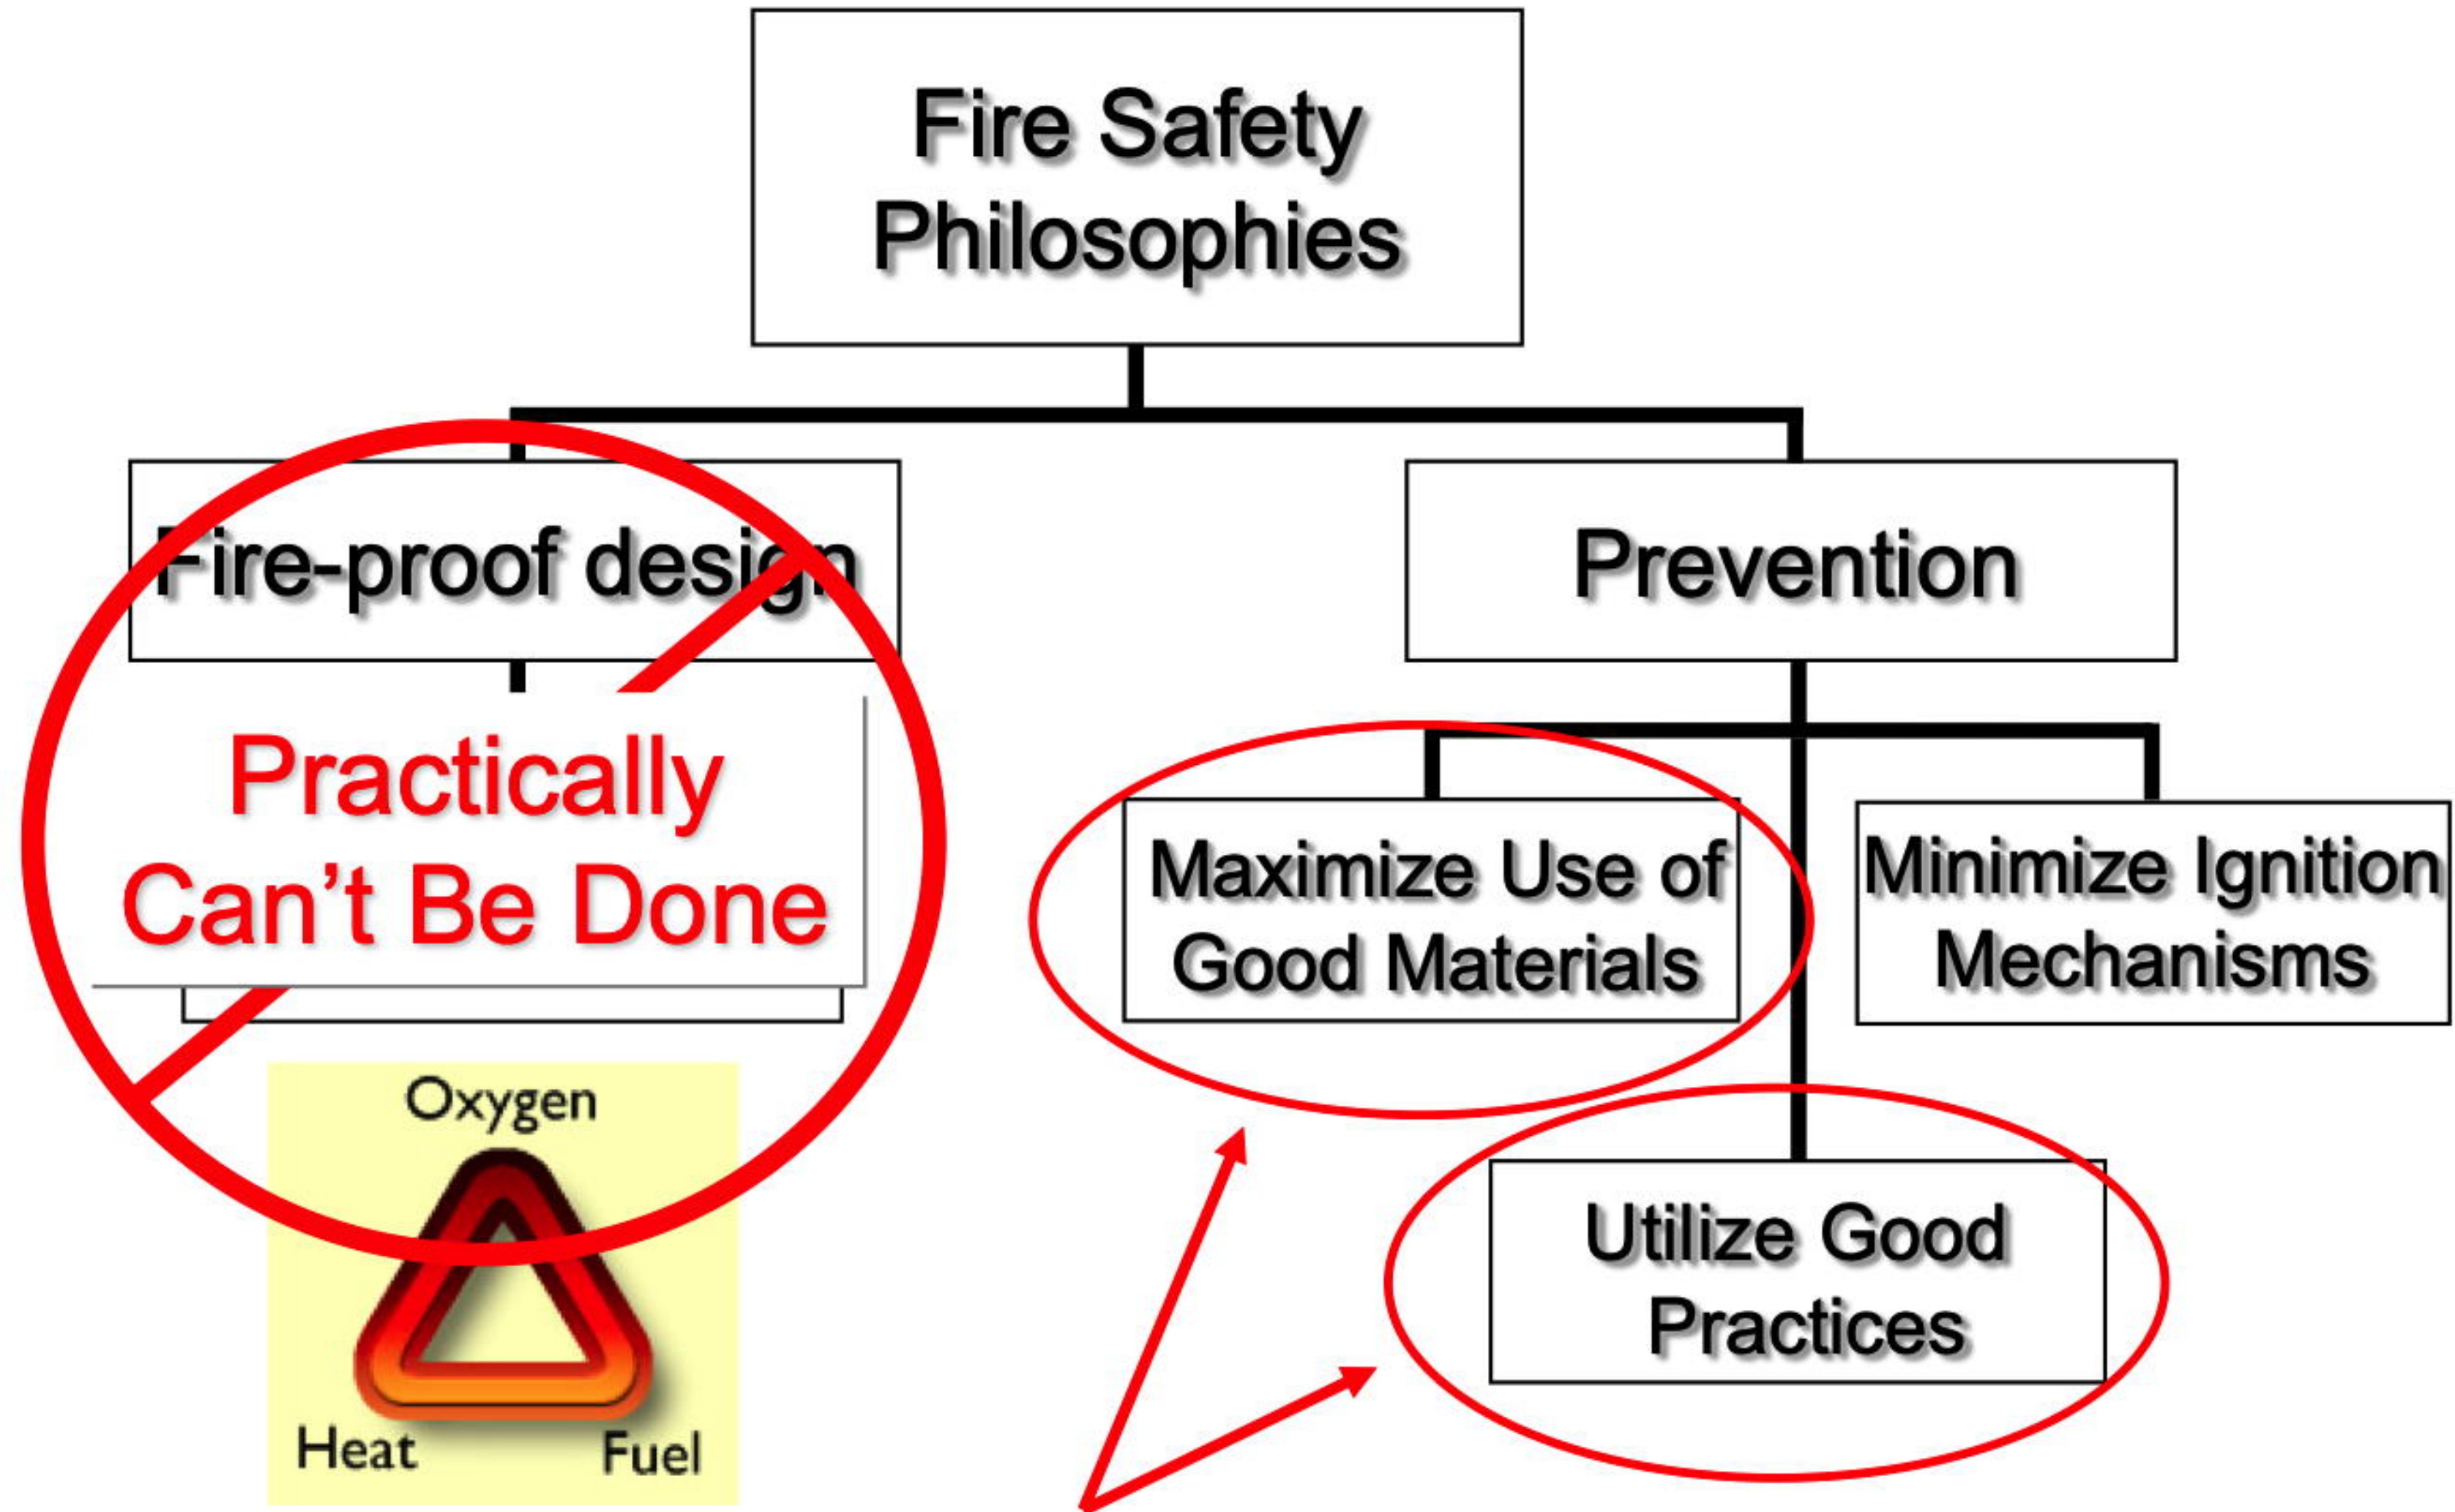 Fire Safety
Philosophies
Fire-proof design
Prevention
Practically
Can't Be Done
Maximize Use of
Good Materials
Minimize Ignition
Mechanisms
Utilize Good
Practices
Oxygen
Heat
Fuel